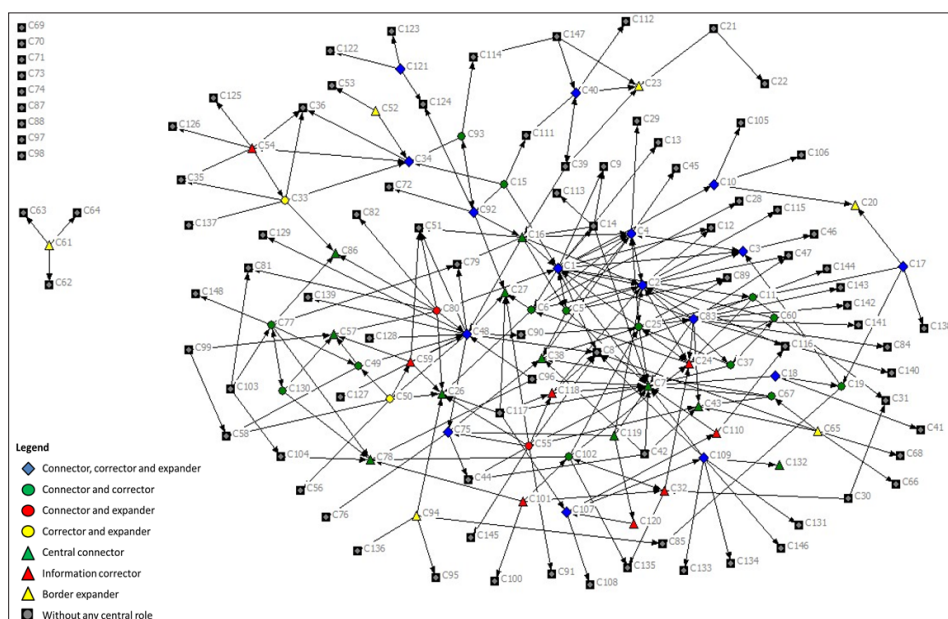 C69
C70
C71
C73
C74
C87
C88
C97
C98
C63
C64
C61
C62
C123
C122
C121
C53
C52
C124
C125
C126
C36
C54
C34
C35
C33
C137
C114
C147
C112
C21
C23
C22
C40
C93
C111
C15
C39
C9
C29
C13
C45
C105
C106
C10
C20
C72
C92
C113
C28
C115
C82
C51
C16
C14
C4
C12
C46
C3
C47
C17
C129
C86
C79
C1
C2
C89
C144
C81
C148
C139
C80
C27
C6
C5
C11
C143
C142
C77
C57
C128
C48
C90
C25
C83
C60
C141
C138
C99
C49
C59
C38
C8
C24
C37
C116
C84
C103
C130
C127
C50
C26
C96
C118
C7
C18
C19
C140
C67
C31
C58
C75
C117
C119
C43
C110
C65
C41
C104
C78
C55
C102
C42
C109
C132
C68
C56
C44
C101
C32
C30
C66
C76
C94
C107
C120
C131
C136
C145
C85
C146
C95
C100
C91
C108
C135
C133
C134
Legend
Connector, corrector and expander
Connector and corrector
Connector and expander
Corrector and expander
Central connector
Information corrector
Border expander
Without any central role